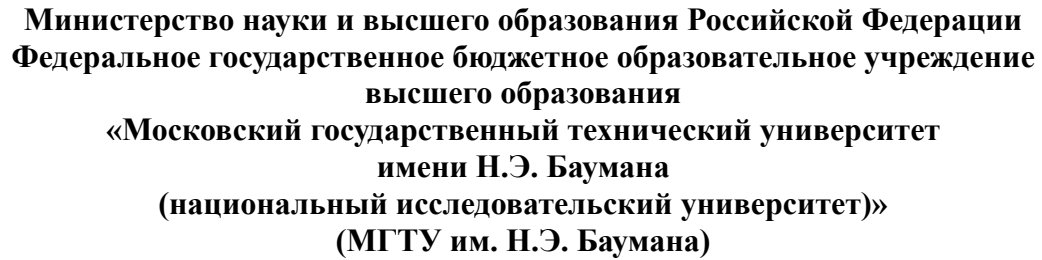 Министерство науки и высшего образования Российской Федерации
Федеральное государственное бюджетное образовательное учреждение
высшего образования
«Московский государственный технический университет
имени Н.Э. Баумана
(национальный исследовательский университет)»
(МГТУ им. Н.Э. Баумана)